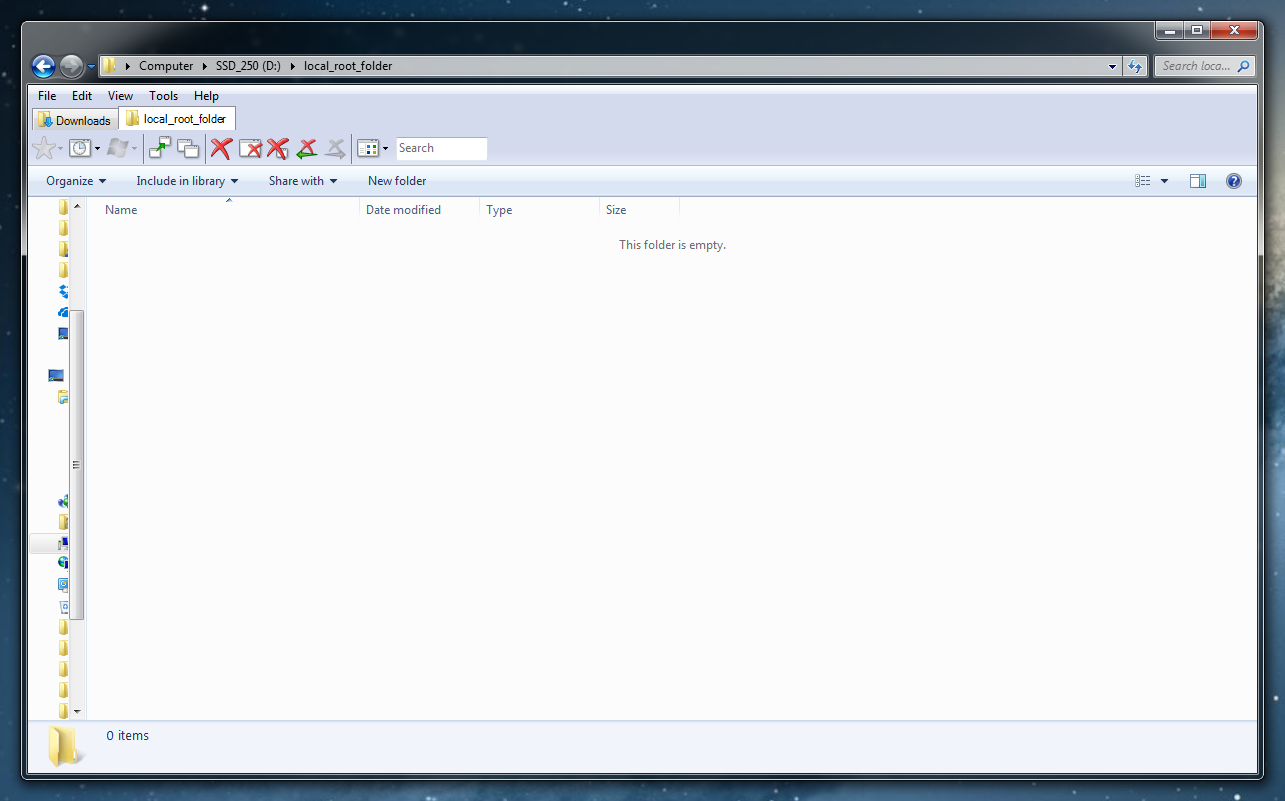 Computer SSD_250 (D:) local_root_folder Search loca...
File Edit View Tools Help
Downloads local_root_folder
Search
Organize Include in library Share with New folder
Name Date modified Type Size
This folder is empty.
0 items